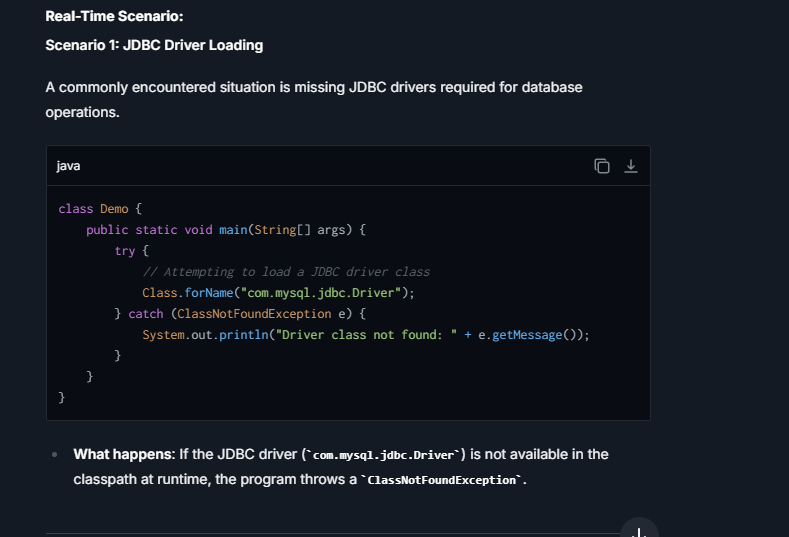 Real-Time Scenario:
Scenario 1: JDBC Driver Loading
A commonly encountered situation is missing JDBC drivers required for database
operations.
java
class Demo {
    public static void main(String[] args) {
        try {
            // Attempting to load a JDBC driver class
            Class.forName("com.mysql.jdbc.Driver");
        } catch (ClassNotFoundException e) {
            System.out.println("Driver class not found: " + e.getMessage());
        }
    }
}
• What happens: If the JDBC driver (`com.mysql.jdbc.Driver`) is not available in the
classpath at runtime, the program throws a `ClassNotFoundException`.